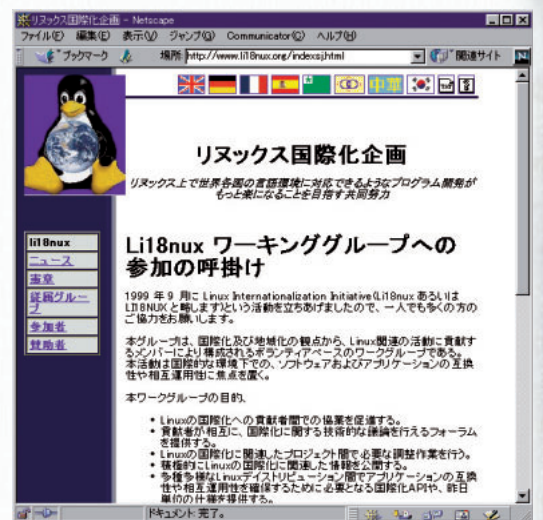 リヌックス国際化企画 - Netscape
ファイル(F) 編集(E) 表示(V) ジャンプ(G) Communicator(C) ヘルプ(H)
ブックマーク 場所 http://www.li18nux.org/indexsj.html 関連サイト
中華
リヌックス国際化企画
リヌックス上で世界各国の言語環境に対応できるようなプログラム開発が
もっと楽になることを目指す共同努力
li18nux
ニュース
憲章
従属グルー
プ
参加者
賛助者
Li18nux ワーキンググループへの
参加の呼掛け
1999 年 9 月に Linux Internationalization Initiative(Li18nux あるいは
LI18NUX と略します)という活動を立ちあげましたので、一人でも多くの方の
ご協力をお願いします。
本グループは、国際化及び地域化の観点から、Linux関連の活動に貢献す
るメンバーにより構成されるボランティアベースのワークグループである。
本活動は国際的な環境下での、ソフトウェアおよびアプリケーションの互換
性や相互運用性に焦点を置く。
本ワークグループの目的、
• Linuxの国際化への貢献者間での協業を促進する。
• 貢献者が相互に、国際化に関する技術的な議論を行えるフォーラム
を提供する。
• Linuxの国際化に関連したプロジェクト間で必要な調整作業を行う。
• 積極的にLinuxの国際化に関連した情報を公開する。
• 多種多様なLinuxディストリビューション間でアプリケーションの互換
性や相互運用性を確保するために必要となる国際化APIや、昨日
単位の仕様を提供する。
ドキュメント: 完了。